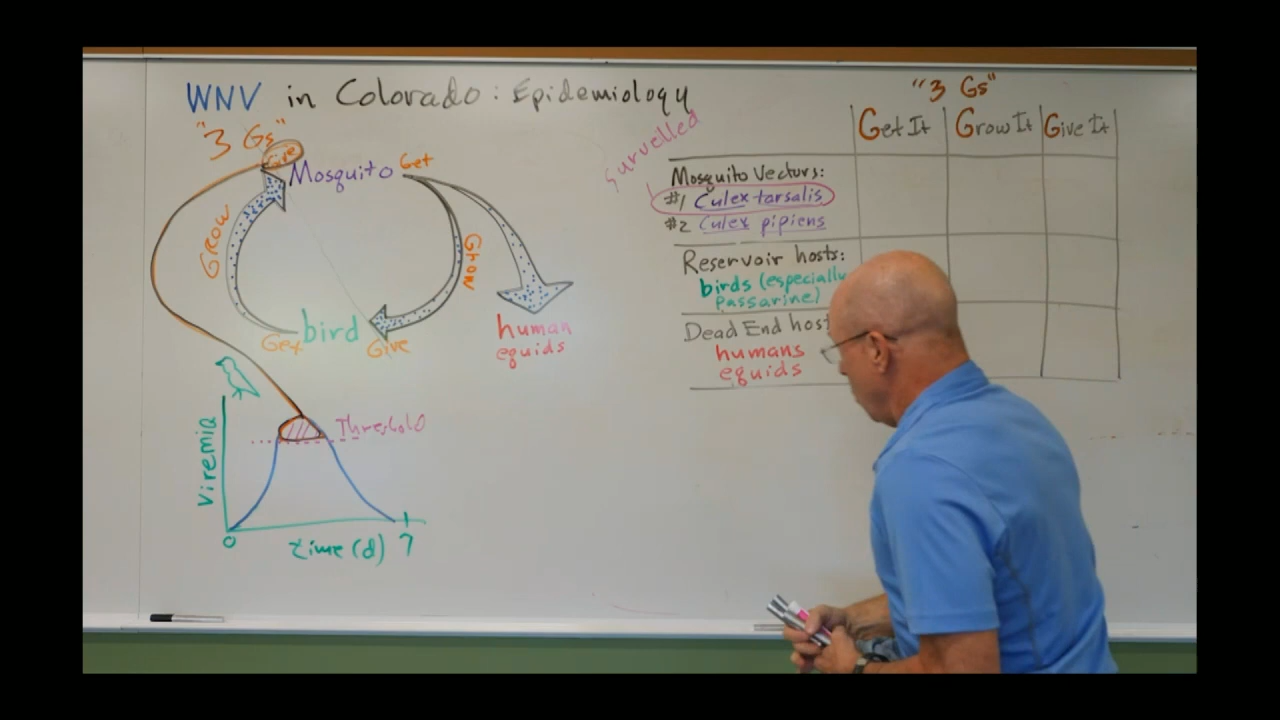 WNV in Colorado: Epidemiology
"3 Gs"
Give
Mosquito
Get
Grow
Grow
bird
Get
Give
human
equids
Threshold
Viremia
0
time (d)
7
"3 Gs"
Get It
Grow It
Give It
Survelled
Mosquito Vectors:
#1 Culex tarsalis
#2 Culex pipiens
Reservoir hosts:
birds (especially
passarine)
Dead End host
humans
equids